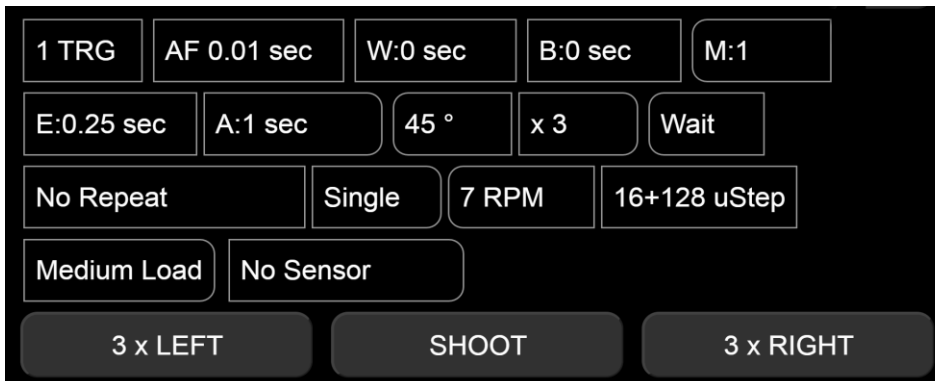 1 TRG AF 0.01 sec W:0 sec B:0 sec M:1
E:0.25 sec A:1 sec 45 ° x 3 Wait
No Repeat Single 7 RPM 16+128 uStep
Medium Load No Sensor
3 x LEFT SHOOT 3 x RIGHT